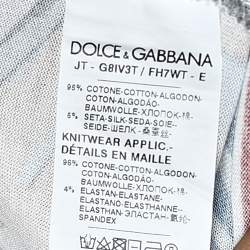 DOLCE & GABBANA
JT - G8IV3T / FH7WT - E
95% COTONE-COTTON-ALGODON-
COTON-ALGODÃO-
BAUMWOLLE-ХЛОПОК-棉-
5% SETA-SILK-SEDA-SOIE-
SEIDE-ШЁЛК-桑蚕丝-
KNITWEAR APPLIC.-
DÉTAILS EN MAILLE
96% COTONE-COTTON-ALGODON-
COTON-ALGODÃO-
BAUMWOLLE-ХЛОПОК-棉-
4% ELASTAN-ELASTANE-
ELASTANO-ELASTHANNE-
ELASTHAN-ЭЛАСТАН-氨纶/
SPANDEX